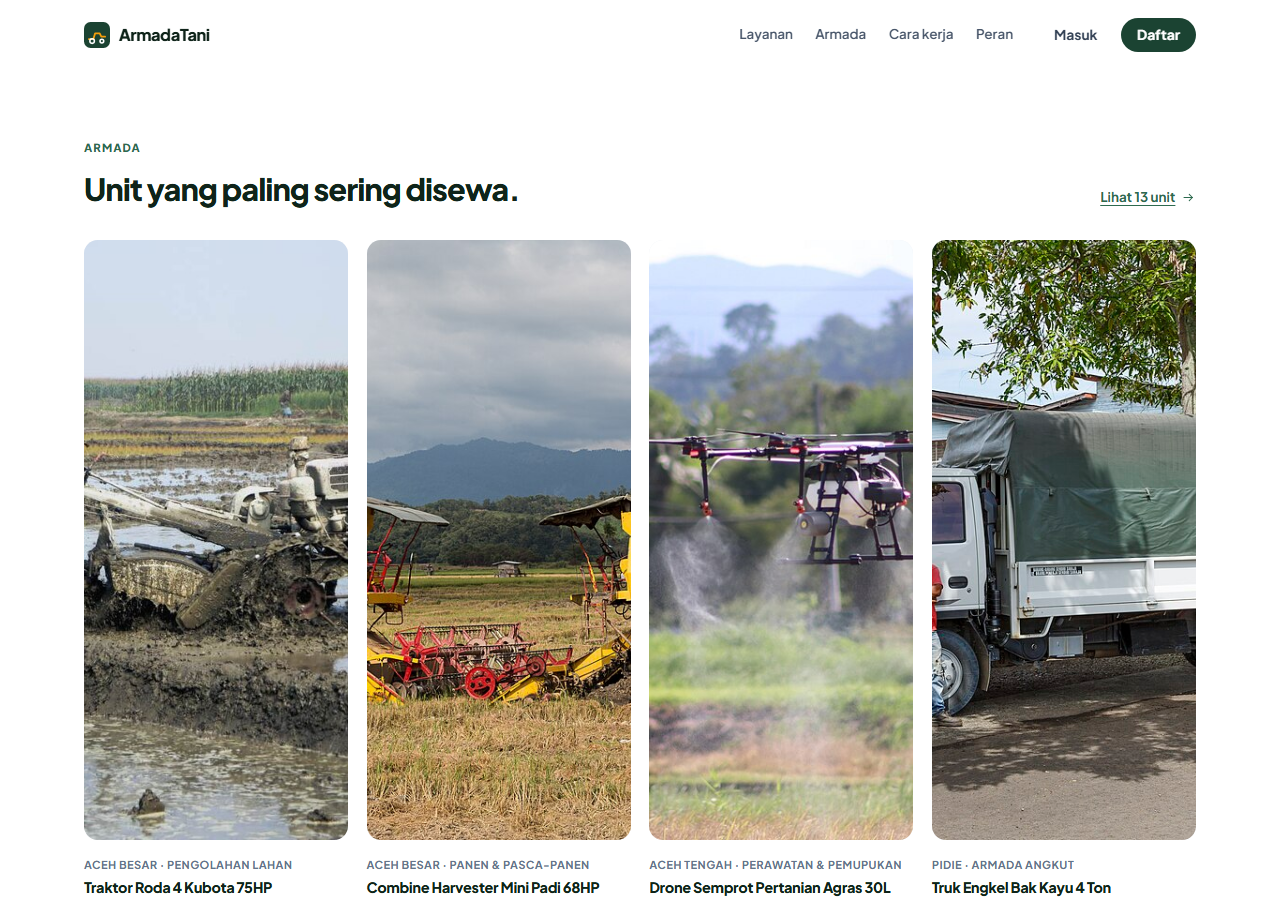 ArmadaTani
Layanan Armada Cara kerja Peran Masuk Daftar
ARMADA
Unit yang paling sering disewa.
Lihat 13 unit →
ACEH BESAR · PENGOLAHAN LAHAN
Traktor Roda 4 Kubota 75HP
ACEH BESAR · PANEN & PASCA-PANEN
Combine Harvester Mini Padi 68HP
ACEH TENGAH · PERAWATAN & PEMUPUKAN
Drone Semprot Pertanian Agras 30L
PIDIE · ARMADA ANGKUT
Truk Engkel Bak Kayu 4 Ton